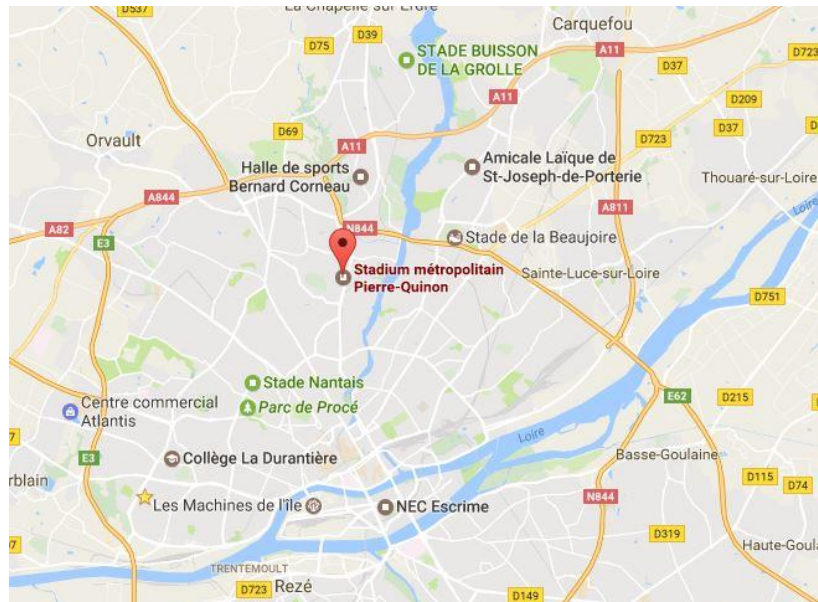 La Chapelle-sur-Erdre
D537
D39
D75
Carquefou
STADE BUISSON
DE LA GROLLE
A11
D723
D37
A11
D209
D69
D37
Orvault
A11
D723
Halle de sports
Bernard Corneau
Amicale Laïque de
St-Joseph-de-Porterie
Thouaré-sur-Loire
A844
A811
Loire
A82
N844
E3
Stade de la Beaujoire
Stadium métropolitain
Pierre-Quinon
Sainte-Luce-sur-Loire
D751
Stade Nantais
Parc de Procé
E62
D215
Centre commercial
Atlantis
Loire
E3
Collège La Durantière
Basse-Goulaine
D115
D74
rblain
Les Machines de l'île
NEC Escrime
N844
D319
Haute-Goula
TRENTEMOULT
D723
Rezé
D149